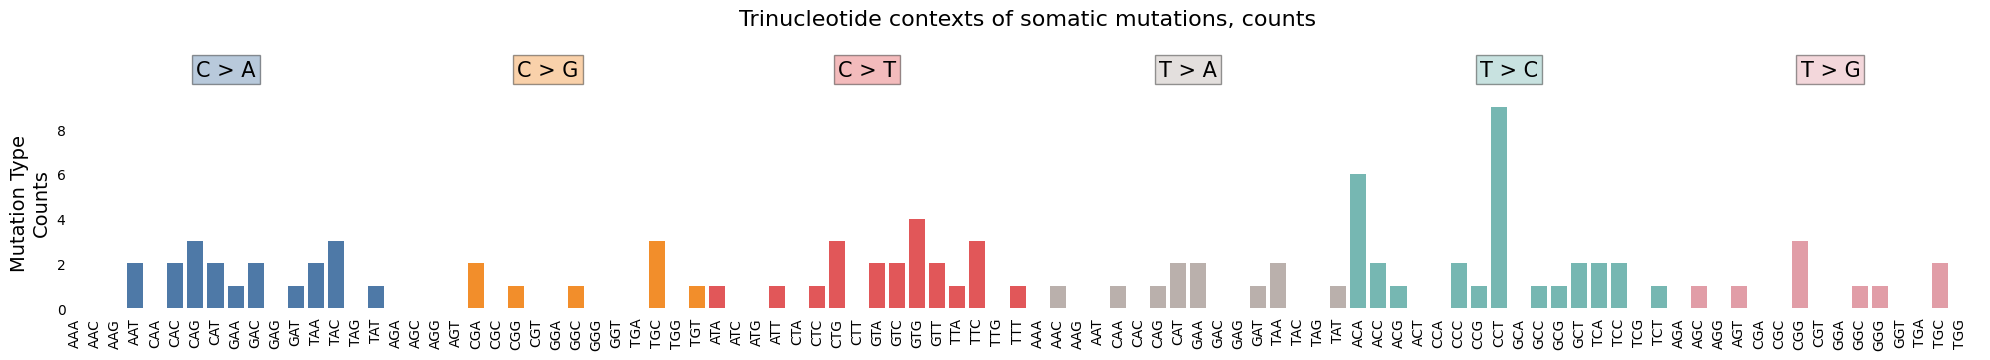 Trinucleotide contexts of somatic mutations, counts
C > A C > G C > T T > A T > C T > G
Mutation Type
Counts
8
6
4
2
0
AAA AAC AAG AAT CAA CAC CAG CAT GAA GAC GAG GAT TAA TAC TAG TAT AGA AGC AGG AGT CGA CGC CGG CGT GGA GGC GGG GGT TGA TGC TGG TGT ATA ATC ATG ATT CTA CTC CTG CTT GTA GTC GTG GTT TTA TTC TTG TTT AAA AAC AAG AAT CAA CAC CAG CAT GAA GAC GAG GAT TAA TAC TAG TAT ACA ACC ACG ACT CCA CCC CCG CCT GCA GCC GCG GCT TCA TCC TCG TCT AGA AGC AGG AGT CGA CGC CGG CGT GGA GGC GGG GGT TGA TGC TGG